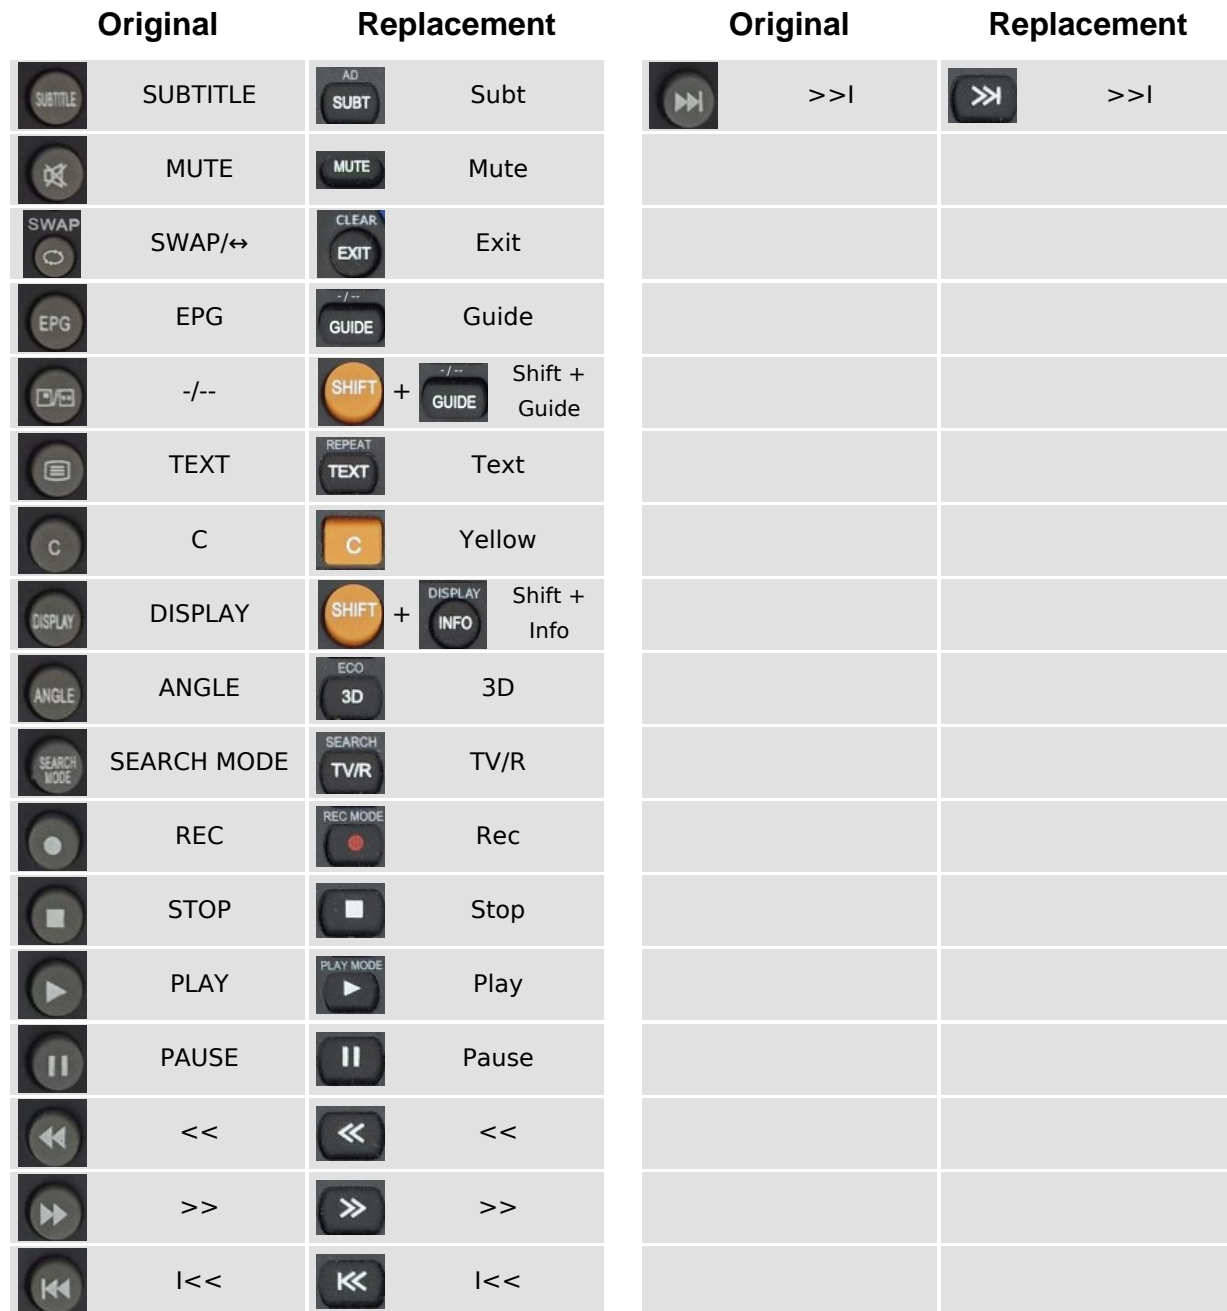 Original Replacement Original Replacement
SUBTITLE SUBTITLE AD SUBT Subt >>I >>I
MUTE MUTE Mute
SWAP SWAP/↔ CLEAR EXIT Exit
EPG EPG -/-- GUIDE Guide
-/-- SHIFT + -/-- GUIDE Shift +
Guide
TEXT REPEAT TEXT Text
C C C Yellow
DISPLAY DISPLAY SHIFT + DISPLAY INFO Shift +
Info
ANGLE ANGLE ECO 3D 3D
SEARCH MODE SEARCH MODE SEARCH TV/R TV/R
REC REC MODE Rec
STOP Stop
PLAY PLAY MODE Play
PAUSE Pause
<< <<
>> >>
I<< I<<